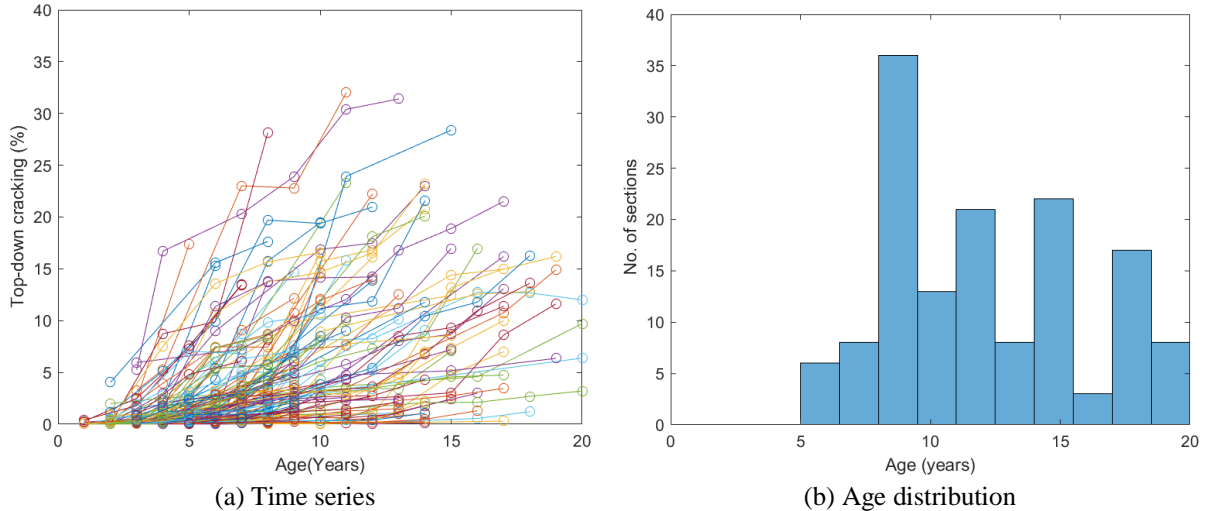 40
35
30
25
20
15
10
5
0
Top-down cracking (%)
0 5 10 15 20
Age(Years)
(a) Time series
40
35
30
25
20
15
10
5
0
No. of sections
0 5 10 15 20
Age (years)
(b) Age distribution